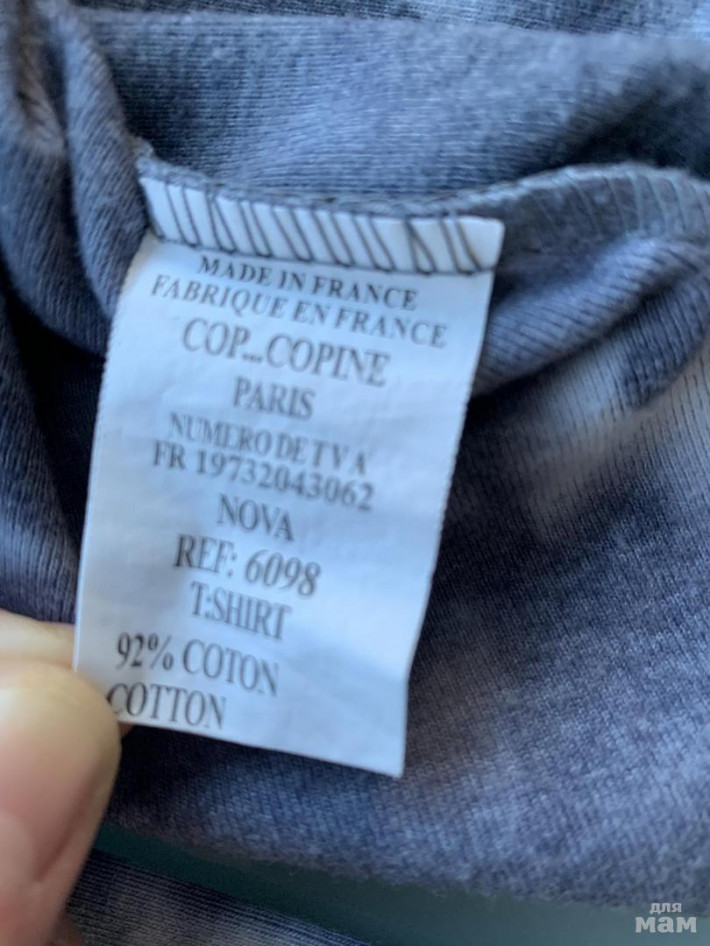 MADE IN FRANCE
FABRIQUE EN FRANCE
COP...COPINE
PARIS
NUMERO DE TVA
FR 19732043062
NOVA
REF: 6098
T:SHIRT
92% COTON
COTTON
для
мам